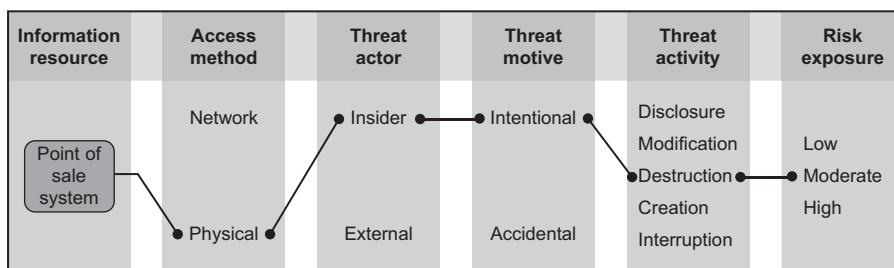 Information resource
Access method
Threat actor
Threat motive
Threat activity
Risk exposure
Point of sale system
Network
Physical
Insider
External
Intentional
Accidental
Disclosure
Modification
Destruction
Creation
Interruption
Low
Moderate
High